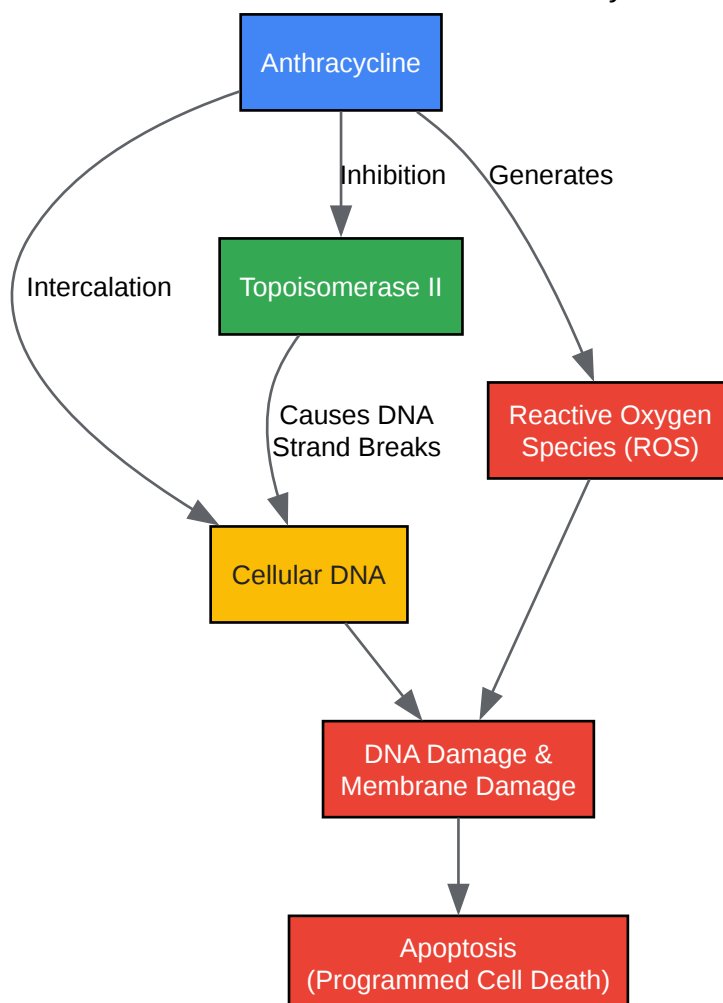 Anthracycline
Inhibition
Generates
Intercalation
Topoisomerase II
Causes DNA
Strand Breaks
Reactive Oxygen
Species (ROS)
Cellular DNA
DNA Damage &
Membrane Damage
Apoptosis
(Programmed Cell Death)